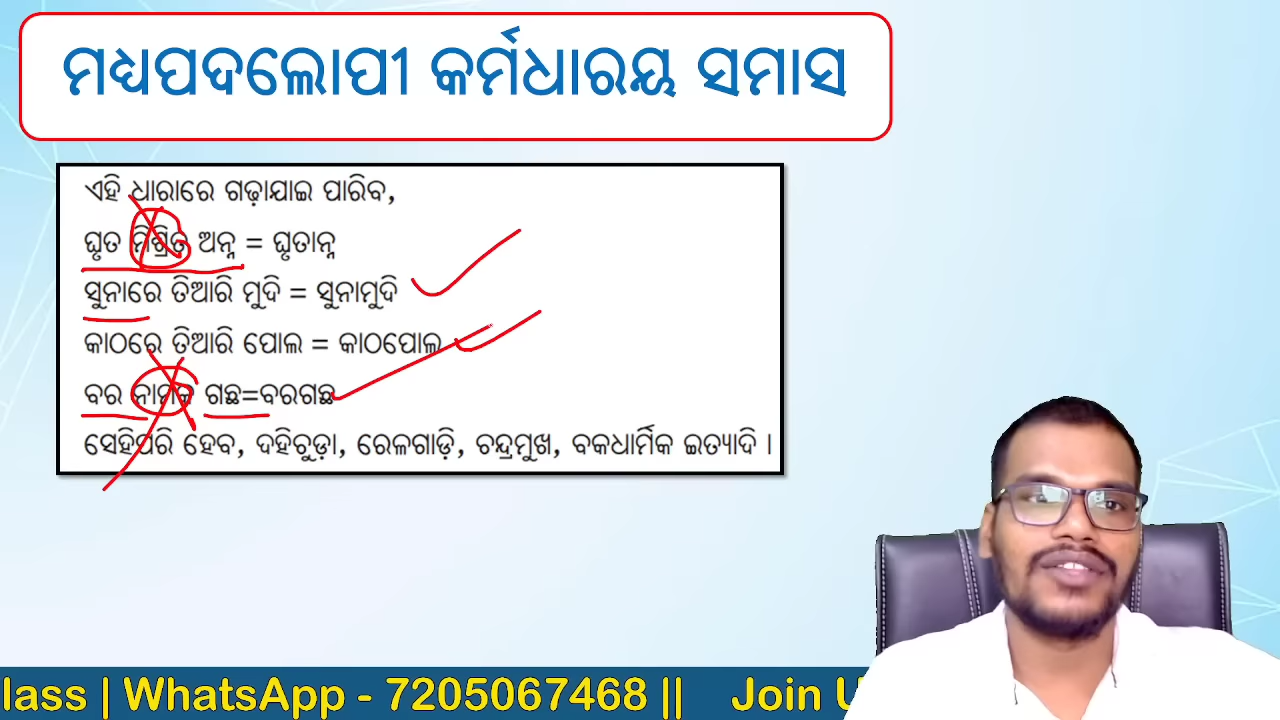 ମଧ୍ୟପଦଲୋପୀ କର୍ମଧାରୟ ସମାସ
ଏହି ଧାରାରେ ଗଢ଼ାଯାଇ ପାରିବ,
ଘୃତ ମିଶ୍ରିତ ଅନ୍ନ = ଘୃତାନ୍ନ
ସୁନାରେ ତିଆରି ମୁଦି = ସୁନାମୁଦି
କାଠରେ ତିଆରି ପୋଲ = କାଠପୋଲ
ବର ନାମକ ଗଛ=ବରଗଛ
ସେହିପରି ହେବ, ଦହିଚୁଡ଼ା, ରେଳଗାଡ଼ି, ଚନ୍ଦ୍ରମୁଖ, ବକଧାର୍ମିକ ଇତ୍ୟାଦି ।
lass | WhatsApp - 7205067468 || Join U